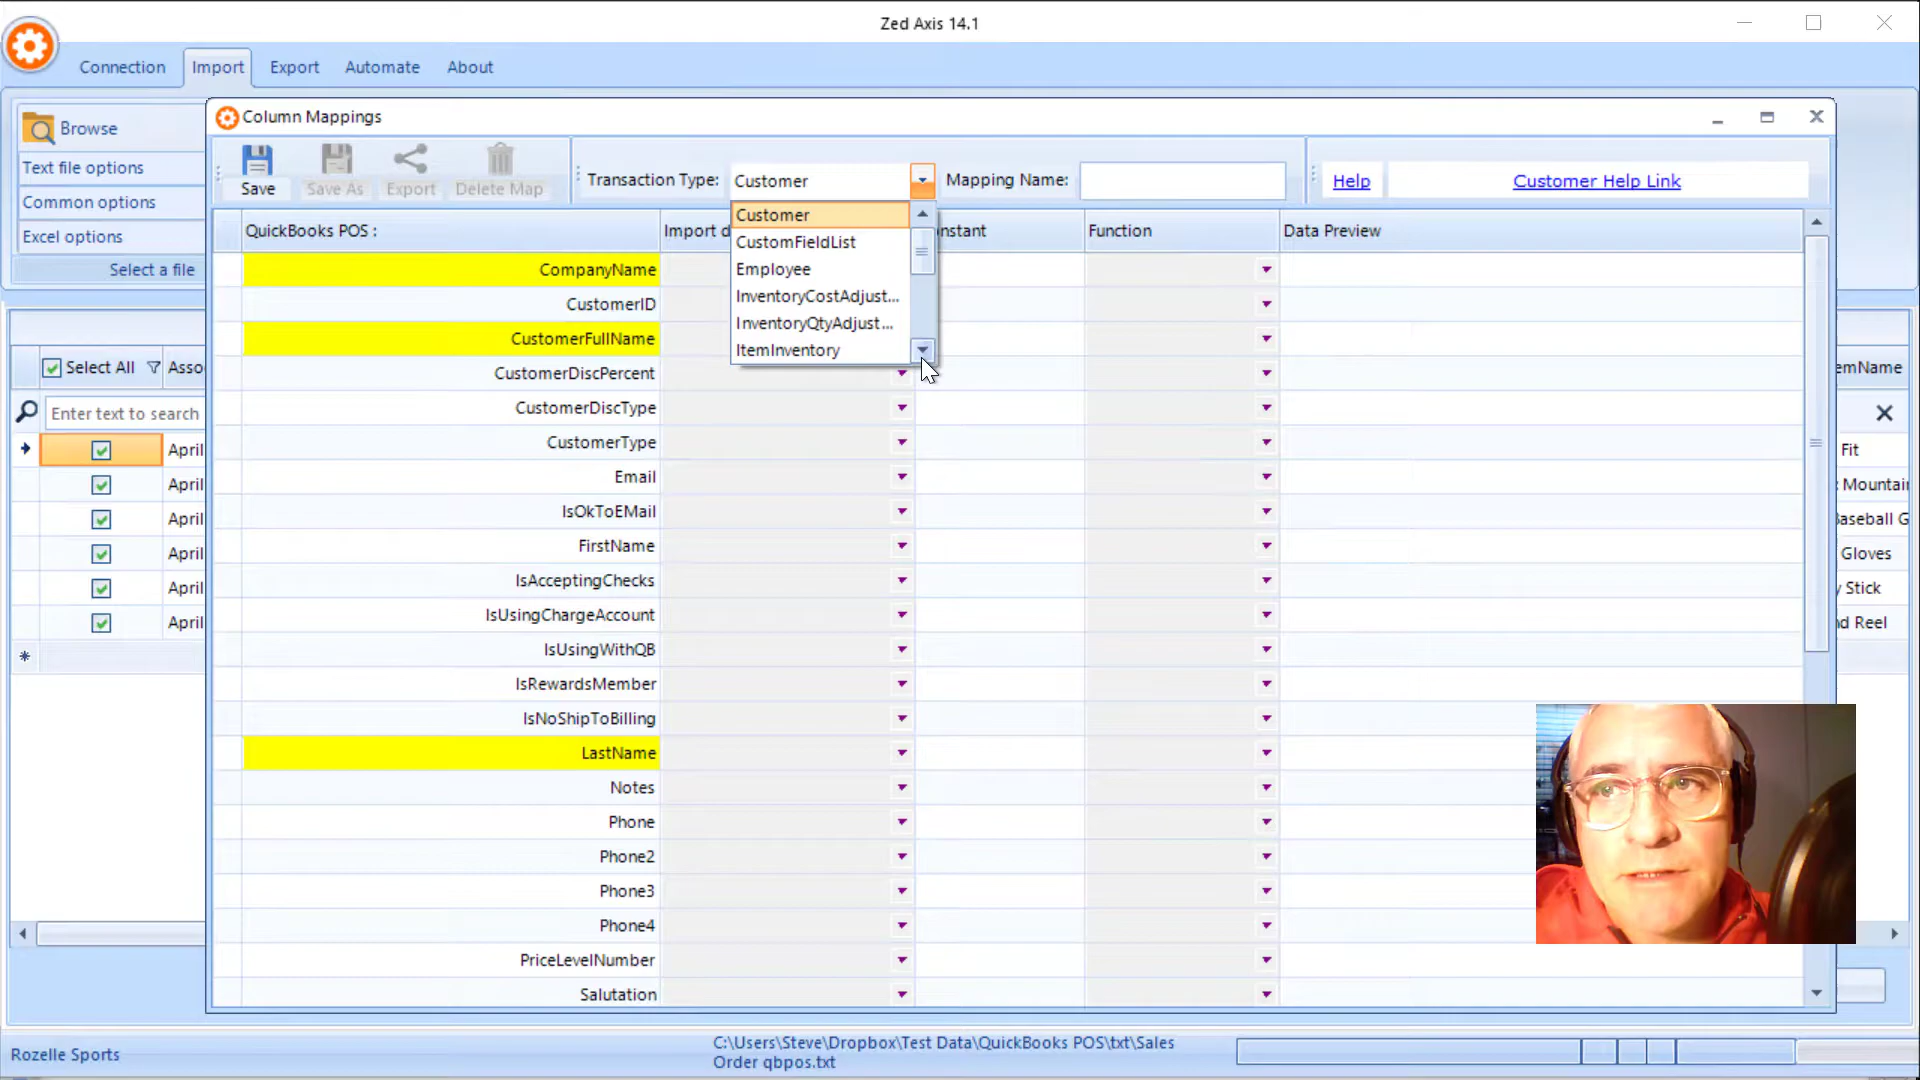 Zed Axis 14.1
Connection Import Export Automate About
Browse
Text file options
Common options
Excel options
Select a file
Column Mappings
Save Save As Export Delete Map
Transaction Type: Customer Mapping Name:
Help Customer Help Link
QuickBooks POS : Import d onstant Function Data Preview
Customer
CustomFieldList
Employee
InventoryCostAdjust...
InventoryQtyAdjust...
ItemInventory
CompanyName
CustomerID
CustomerFullName
CustomerDiscPercent
CustomerDiscType
CustomerType
Email
IsOkToEMail
FirstName
IsAcceptingChecks
IsUsingChargeAccount
IsUsingWithQB
IsRewardsMember
IsNoShipToBilling
LastName
Notes
Phone
Phone2
Phone3
Phone4
PriceLevelNumber
Salutation
Select All Asso emName
Enter text to search
April Fit
April : Mountai
April Baseball G
April Gloves
April y Stick
April nd Reel
Rozelle Sports
C:\Users\Steve\Dropbox\Test Data\QuickBooks POS\txt\Sales
Order qbpos.txt